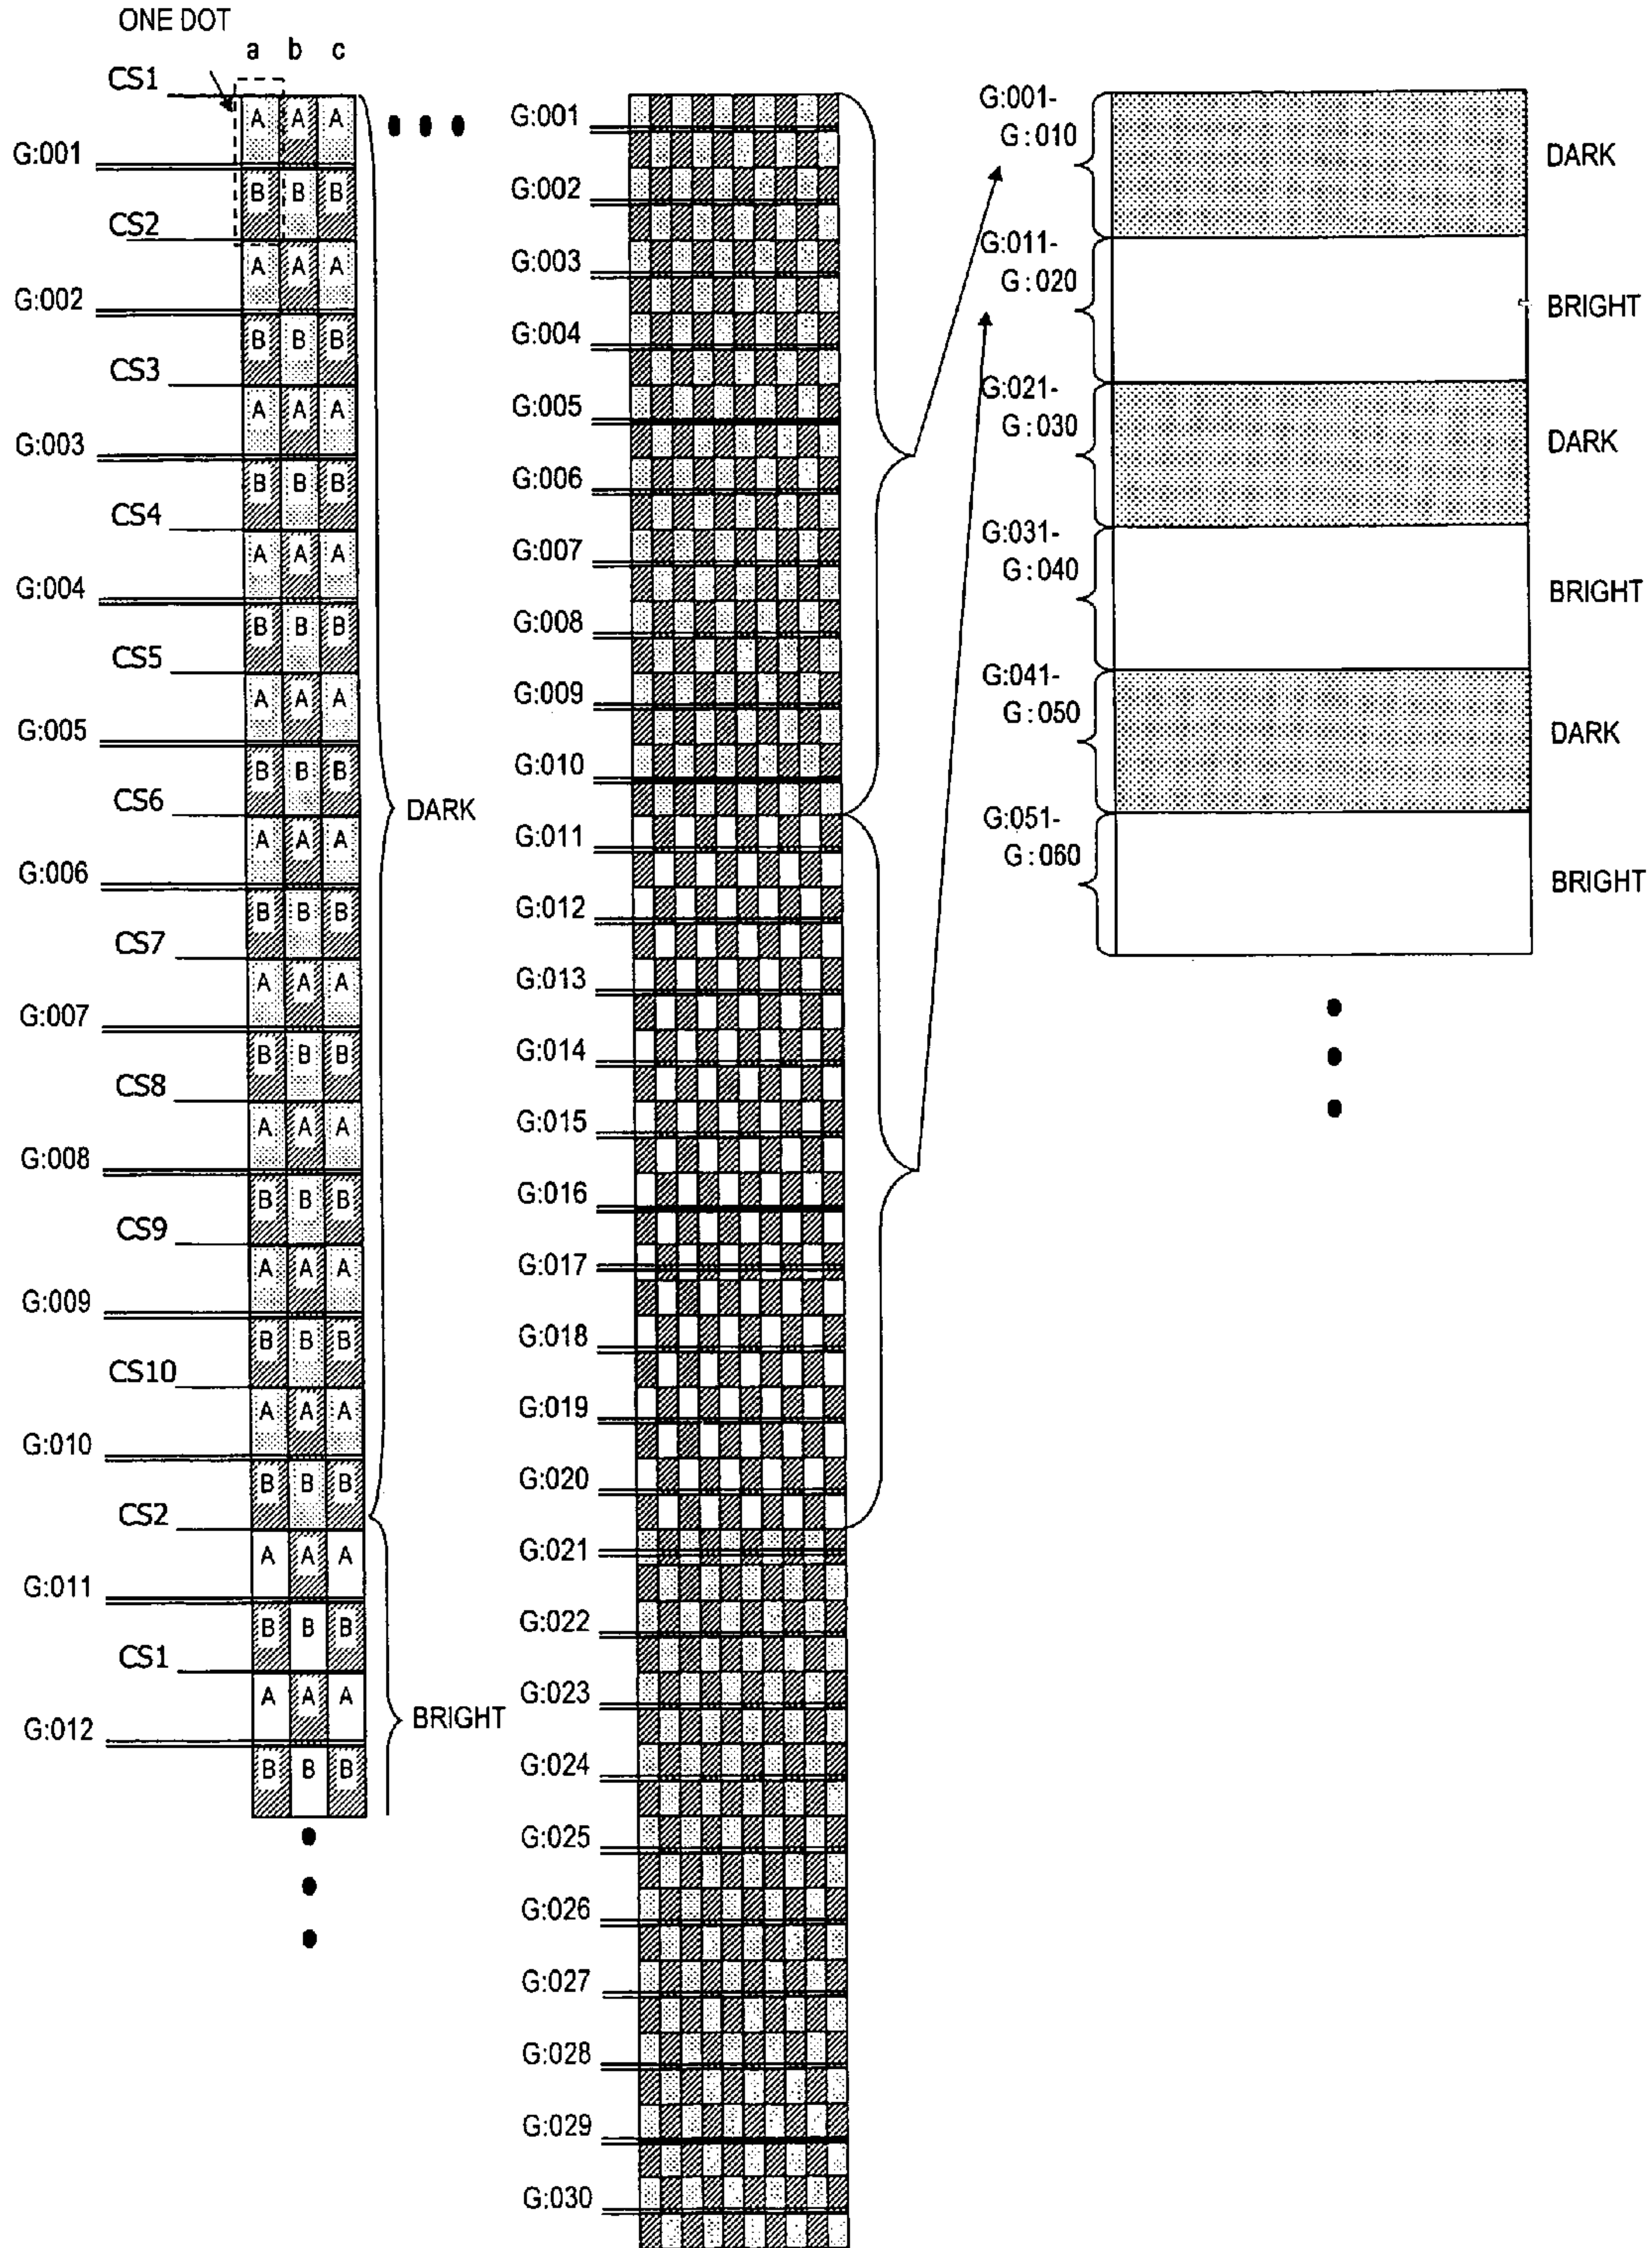 ONE DOT
a b c
CS1
A A A
G:001
B B B
CS2
A A A
G:002
B B B
CS3
A A A
G:003
B B B
CS4
A A A
G:004
B B B
CS5
A A A
G:005
B B B
CS6
A A A
G:006
B B B
CS7
A A A
G:007
B B B
CS8
A A A
G:008
B B B
CS9
A A A
G:009
B B B
CS10
A A A
G:010
B B B
CS2
A A A
G:011
B B B
CS1
A A A
G:012
B B B
DARK
BRIGHT
G:001
G:002
G:003
G:004
G:005
G:006
G:007
G:008
G:009
G:010
G:011
G:012
G:013
G:014
G:015
G:016
G:017
G:018
G:019
G:020
G:021
G:022
G:023
G:024
G:025
G:026
G:027
G:028
G:029
G:030
G:001-
G:010
DARK
G:011-
G:020
BRIGHT
G:021-
G:030
DARK
G:031-
G:040
BRIGHT
G:041-
G:050
DARK
G:051-
G:060
BRIGHT